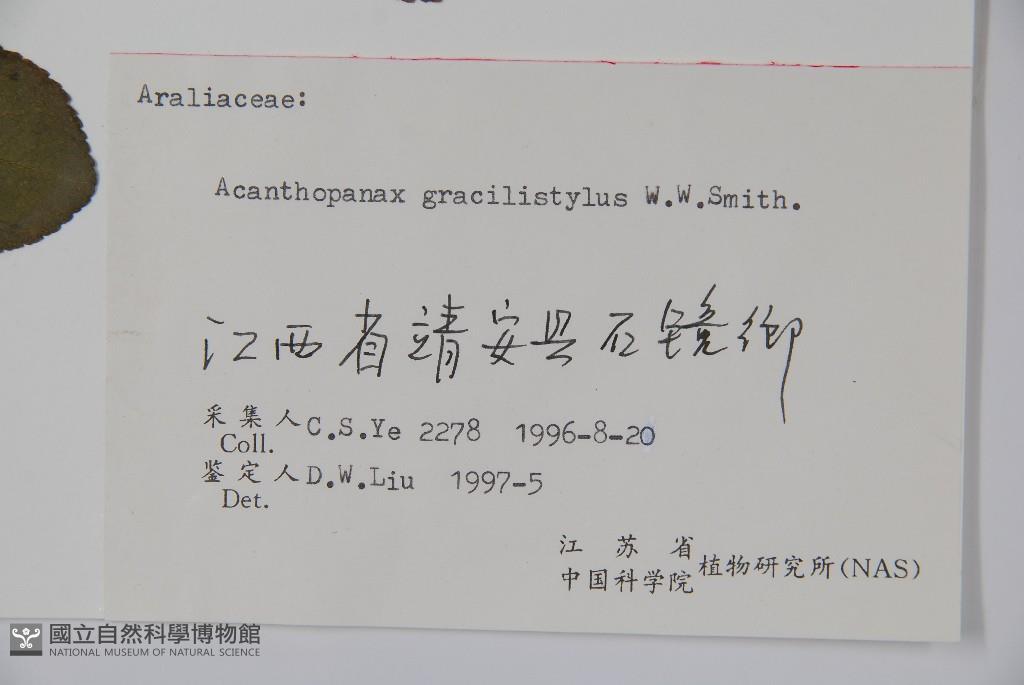 Araliaceae:
Acanthopanax gracilistylus W.W.Smith.
江西省靖安县石镜鄉
采集人 C.S.Ye 2278 1996-8-20
Coll.
鉴定人 D.W.Liu 1997-5
Det.
江苏省
中国科学院 植物研究所(NAS)
國立自然科學博物館
NATIONAL MUSEUM OF NATURAL SCIENCE